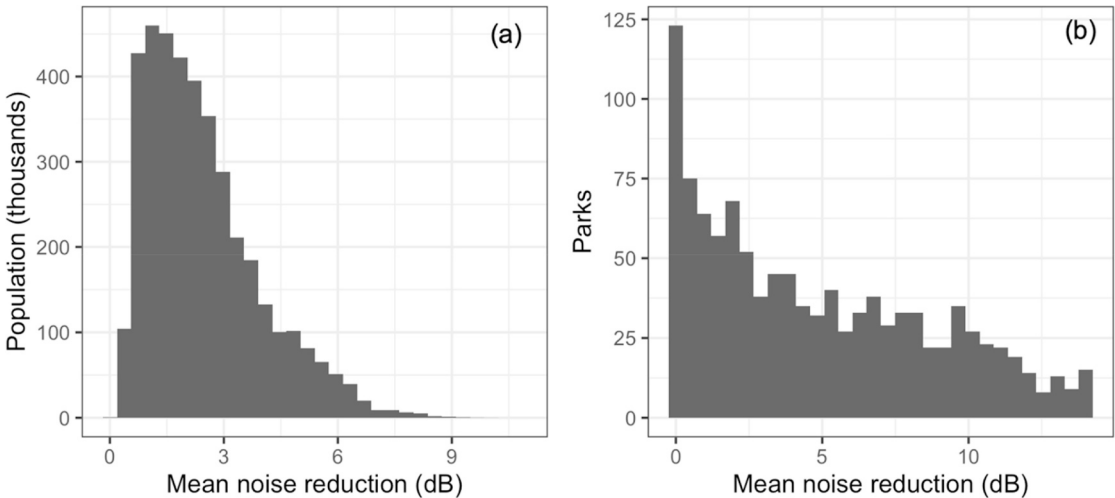 (a)
Population (thousands)
400
300
200
100
0
0 3 6 9
Mean noise reduction (dB)
(b)
Parks
125
100
75
50
25
0
0 5 10
Mean noise reduction (dB)